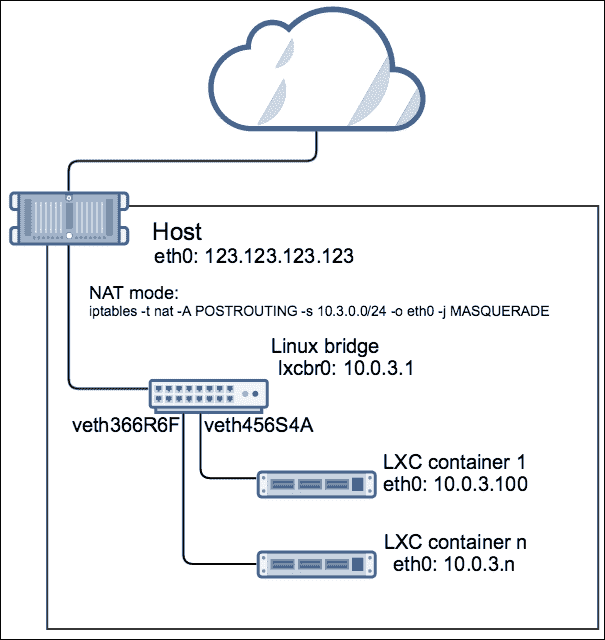 Host
eth0: 123.123.123.123
NAT mode:
iptables -t nat -A POSTROUTING -s 10.3.0.0/24 -o eth0 -j MASQUERADE
Linux bridge
lxcbr0: 10.0.3.1
veth366R6F veth456S4A
LXC container 1
eth0: 10.0.3.100
LXC container n
eth0: 10.0.3.n